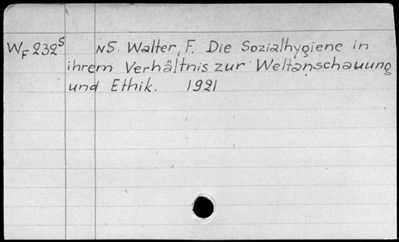 WF 232S NS. Walter, F. Die Sozialhygiene in
ihrem Verhältnis zur Weltanschauung
und Ethik. 1921